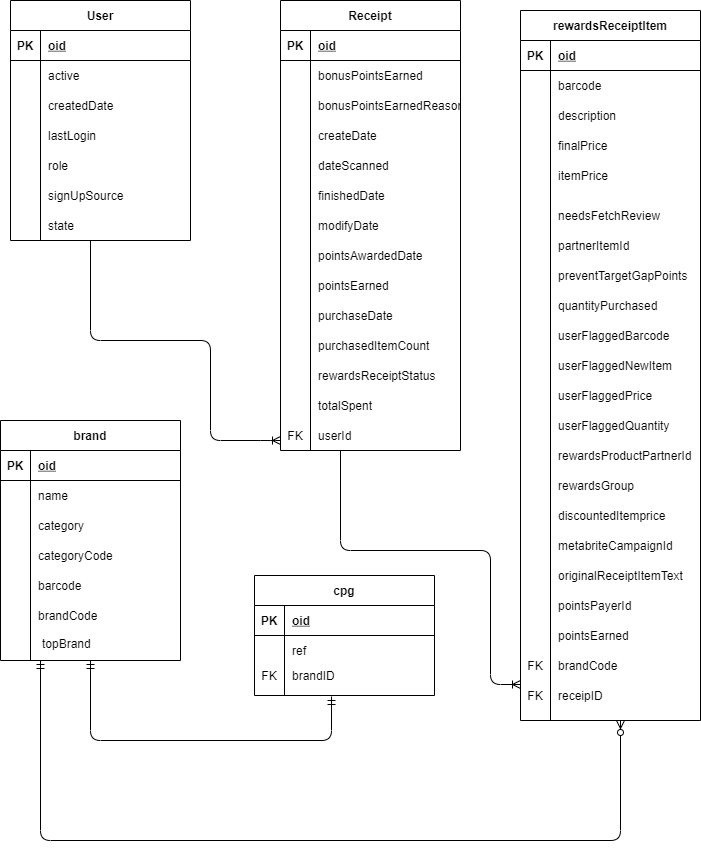 User
PK oid
active
createdDate
lastLogin
role
signUpSource
state
Receipt
PK oid
bonusPointsEarned
bonusPointsEarnedReason
createDate
dateScanned
finishedDate
modifyDate
pointsAwardedDate
pointsEarned
purchaseDate
purchasedItemCount
rewardsReceiptStatus
totalSpent
FK userId
rewardsReceiptItem
PK oid
barcode
description
finalPrice
itemPrice
needsFetchReview
partnerItemId
preventTargetGapPoints
quantityPurchased
userFlaggedBarcode
userFlaggedNewItem
userFlaggedPrice
userFlaggedQuantity
rewardsProductPartnerId
rewardsGroup
discountedItemprice
metabriteCampaignId
originalReceiptItemText
pointsPayerId
pointsEarned
FK brandCode
FK receipID
brand
PK oid
name
category
categoryCode
barcode
brandCode
topBrand
cpg
PK oid
ref
FK brandID